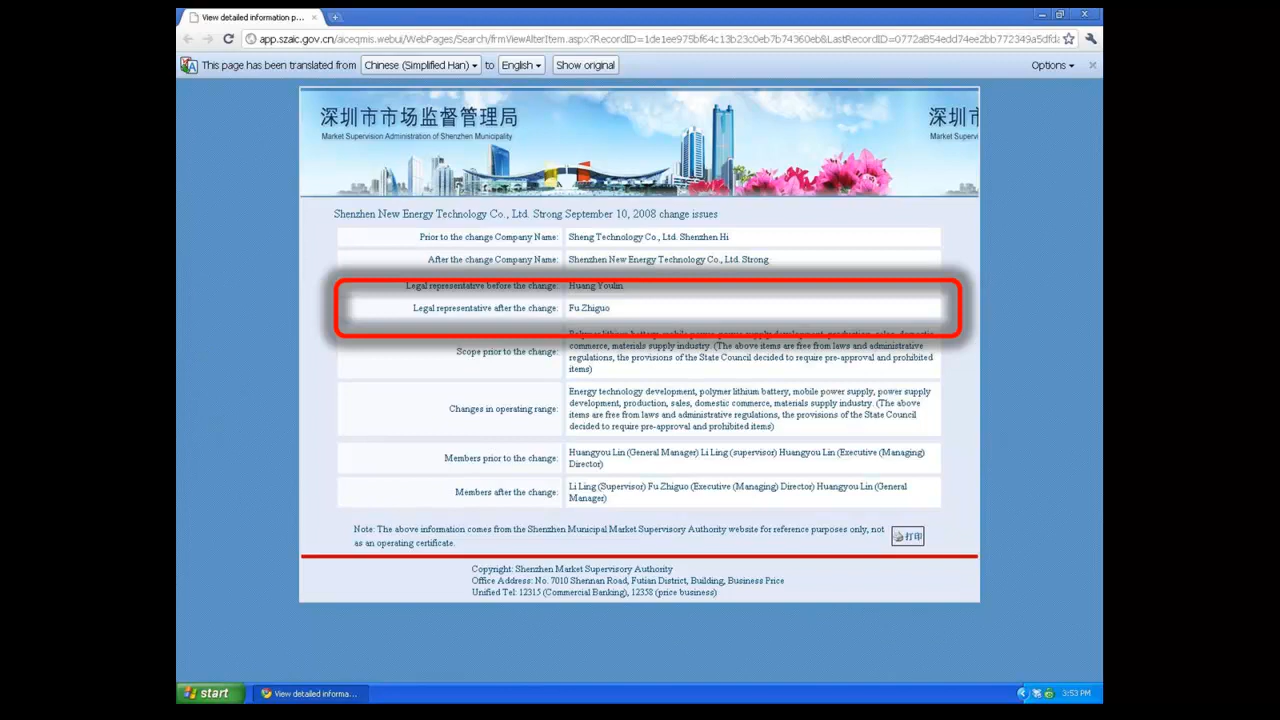 View detailed information p...
app.szaic.gov.cn/aiceqmis.webui/WebPages/Search/frmViewAlterItem.aspx?RecordID=1de1ee975bf64c13b23c0eb7b74360eb&LastRecordID=0772a854edd74ee2bb772349a5dfd
This page has been translated from Chinese (Simplified Han) to English Show original Options
深圳市市场监督管理局 深圳市
Market Supervision Administration of Shenzhen Municipality Market Supervi
Shenzhen New Energy Technology Co., Ltd. Strong September 10, 2008 change issues
Prior to the change Company Name: Sheng Technology Co., Ltd. Shenzhen Hi
After the change Company Name: Shenzhen New Energy Technology Co., Ltd. Strong
Legal representative before the change: Huang Youlin
Legal representative after the change: Fu Zhiguo
Scope prior to the change: Polymer lithium battery, mobile power, power supply development, production, sales, domestic
commerce, materials supply industry. (The above items are free from laws and administrative
regulations, the provisions of the State Council decided to require pre-approval and prohibited
items)
Changes in operating range: Energy technology development, polymer lithium battery, mobile power supply, power supply
development, production, sales, domestic commerce, materials supply industry. (The above
items are free from laws and administrative regulations, the provisions of the State Council
decided to require pre-approval and prohibited items)
Members prior to the change: Huangyou Lin (General Manager) Li Ling (supervisor) Huangyou Lin (Executive (Managing)
Director)
Members after the change: Li Ling (Supervisor) Fu Zhiguo (Executive (Managing) Director) Huangyou Lin (General
Manager)
Note: The above information comes from the Shenzhen Municipal Market Supervisory Authority website for reference purposes only, not
as an operating certificate.
打印
Copyright: Shenzhen Market Supervisory Authority
Office Address: No. 7010 Shennan Road, Futian District, Building, Business Price
Unified Tel: 12315 (Commercial Banking), 12358 (price business)
start View detailed informa... 3:53 PM